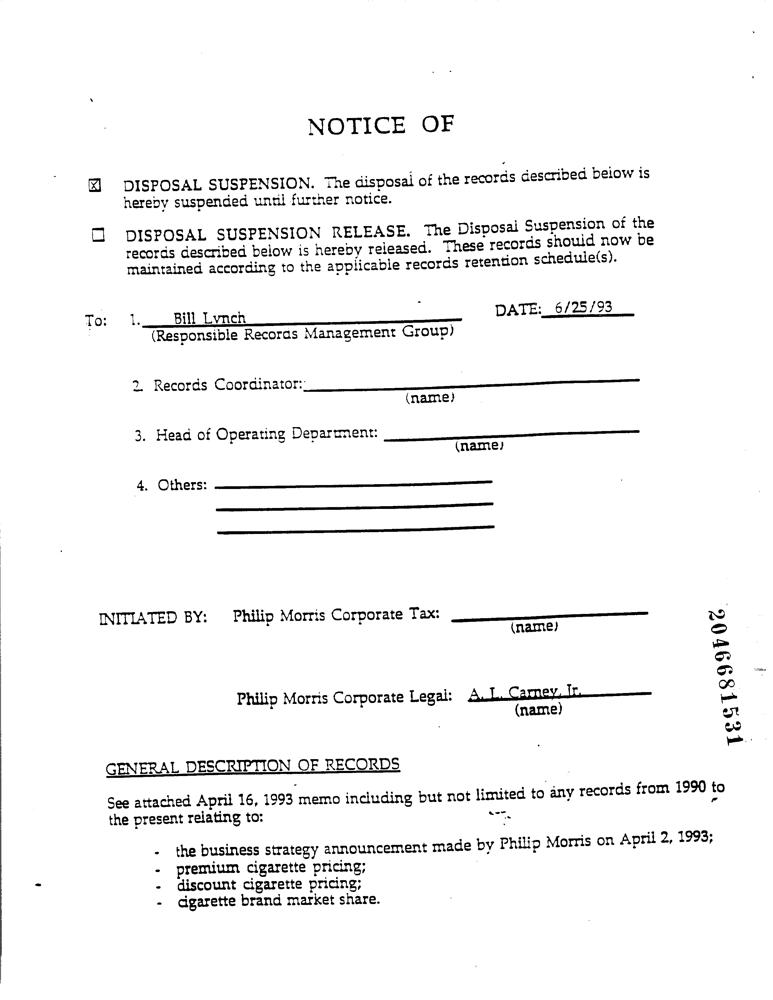 NOTICE OF
☒ DISPOSAL SUSPENSION. The disposal of the records described below is
hereby suspended until further notice.
☐ DISPOSAL SUSPENSION RELEASE. The Disposal Suspension of the
records described below is hereby released. These records should now be
maintained according to the applicable records retention schedule(s).
To: 1. Bill Lynch DATE: 6/25/93
(Responsible Records Management Group)
2. Records Coordinator:
(name)
3. Head of Operating Department:
(name)
4. Others:
INITIATED BY: Philip Morris Corporate Tax:
(name)
Philip Morris Corporate Legal: A. L. Carney, Jr.
(name)
2046681531
GENERAL DESCRIPTION OF RECORDS
See attached April 16, 1993 memo including but not limited to any records from 1990 to
the present relating to:
- the business strategy announcement made by Philip Morris on April 2, 1993;
- premium cigarette pricing;
- discount cigarette pricing;
- cigarette brand market share.